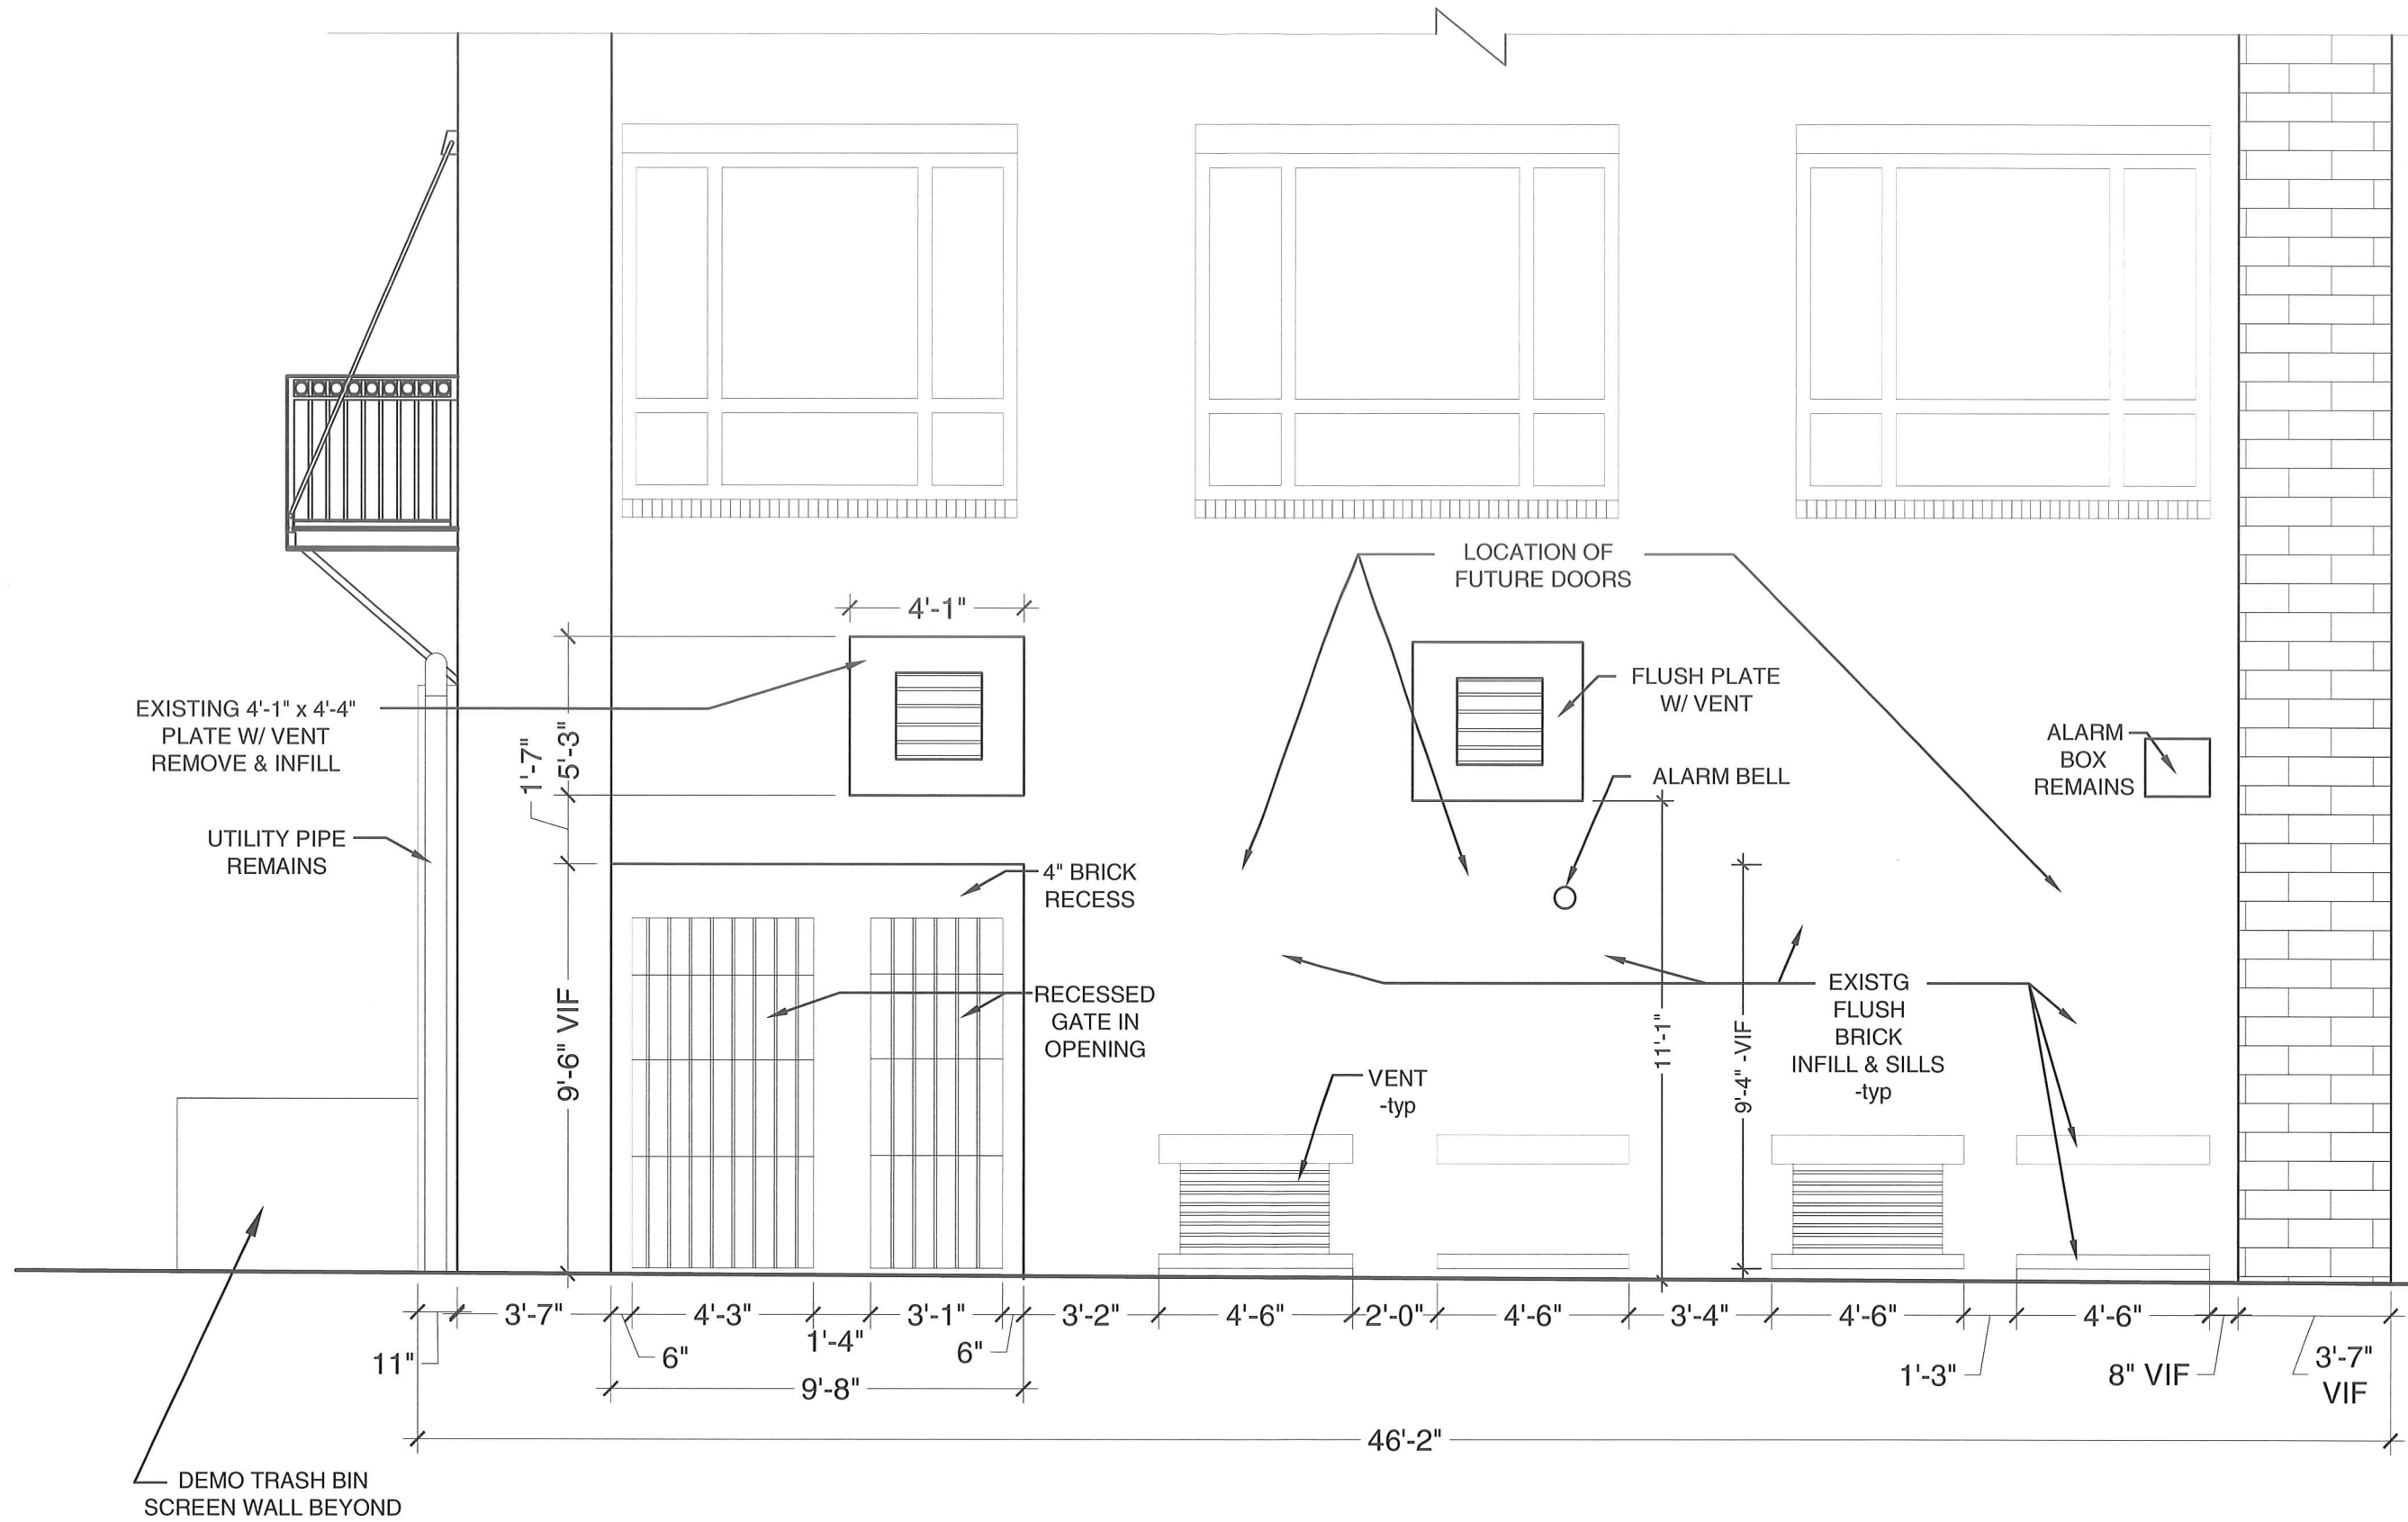 LOCATION OF
FUTURE DOORS
4'-1"
EXISTING 4'-1" x 4'-4"
PLATE W/ VENT
REMOVE & INFILL
1'-7"
5'-3"
FLUSH PLATE
W/ VENT
ALARM
BOX
REMAINS
ALARM BELL
UTILITY PIPE
REMAINS
4" BRICK
RECESS
9'-6" VIF
RECESSED
GATE IN
OPENING
11'-1"
9'-4" -VIF
EXISTG
FLUSH
BRICK
INFILL & SILLS
-typ
VENT
-typ
11"
3'-7"
6"
4'-3"
1'-4"
3'-1"
6"
3'-2"
4'-6"
2'-0"
4'-6"
3'-4"
4'-6"
1'-3"
4'-6"
8" VIF
3'-7"
VIF
9'-8"
46'-2"
DEMO TRASH BIN
SCREEN WALL BEYOND